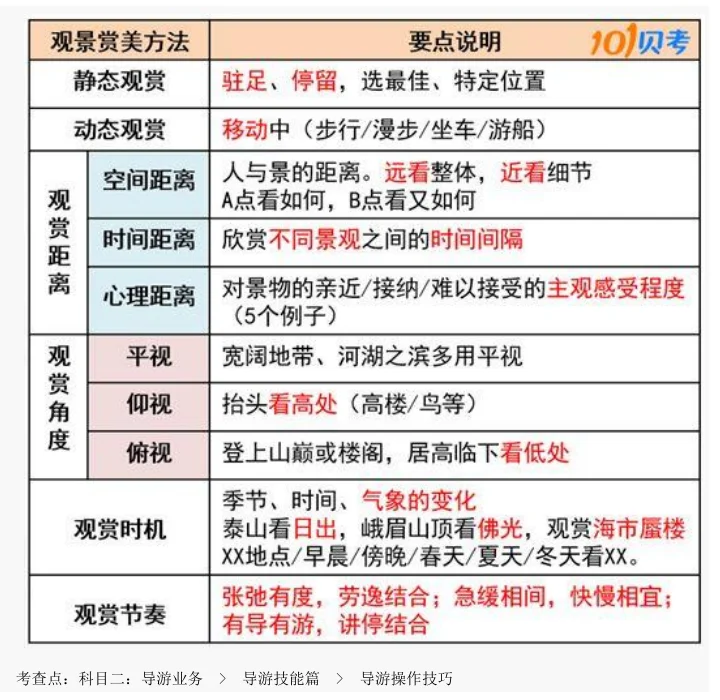 观景赏美方法 要点说明 101贝考
静态观赏 驻足、停留，选最佳、特定位置
动态观赏 移动中（步行/漫步/坐车/游船）
观赏距离
空间距离 人与景的距离。远看整体，近看细节
A点看如何，B点看又如何
时间距离 欣赏不同景观之间的时间间隔
心理距离 对景物的亲近/接纳/难以接受的主观感受程度
（5个例子）
观赏角度
平视 宽阔地带、河湖之滨多用平视
仰视 抬头看高处（高楼/鸟等）
俯视 登上山巅或楼阁，居高临下看低处
观赏时机 季节、时间、气象的变化
泰山看日出，峨眉山顶看佛光，观赏海市蜃楼
XX地点/早晨/傍晚/春天/夏天/冬天看XX。
观赏节奏 张弛有度，劳逸结合；急缓相间，快慢相宜；
有导有游，讲停结合
考查点：科目二：导游业务 > 导游技能篇 > 导游操作技巧